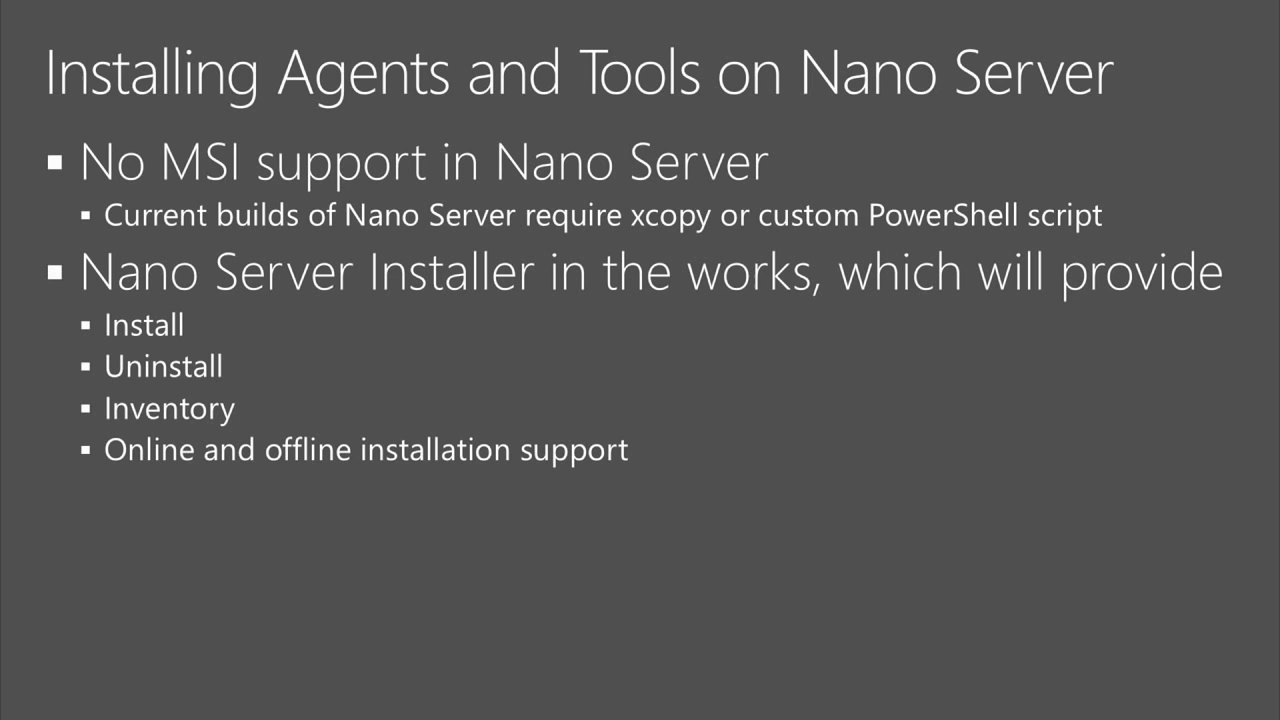 Installing Agents and Tools on Nano Server
▪ No MSI support in Nano Server
▪ Current builds of Nano Server require xcopy or custom PowerShell script
▪ Nano Server Installer in the works, which will provide
▪ Install
▪ Uninstall
▪ Inventory
▪ Online and offline installation support